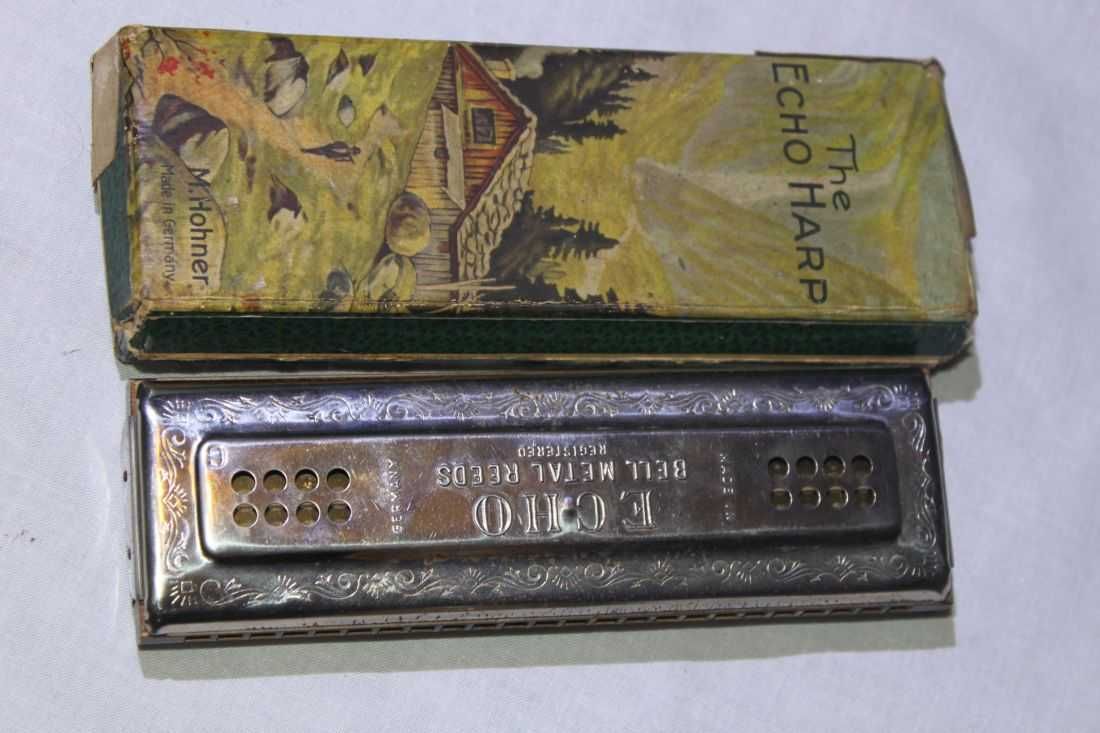 The
ECHO HARP
M. Hohner
Made in Germany
ECHO
BELL METAL REEDS
REGISTERED
MADE IN
GERMANY
C